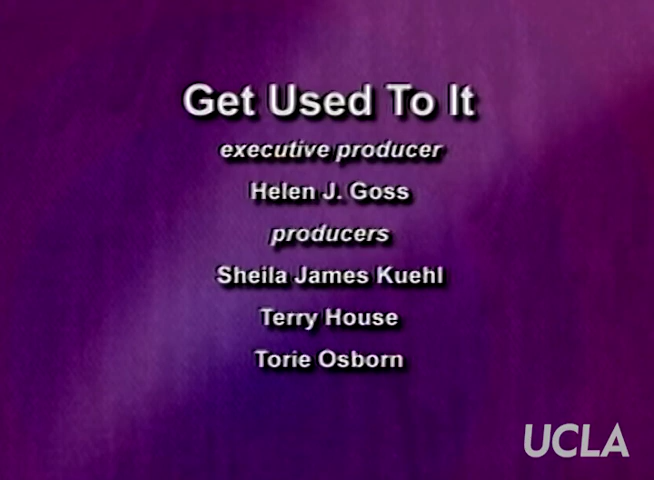 Get Used To It
executive producer
Helen J. Goss
producers
Sheila James Kuehl
Terry House
Torie Osborn
UCLA